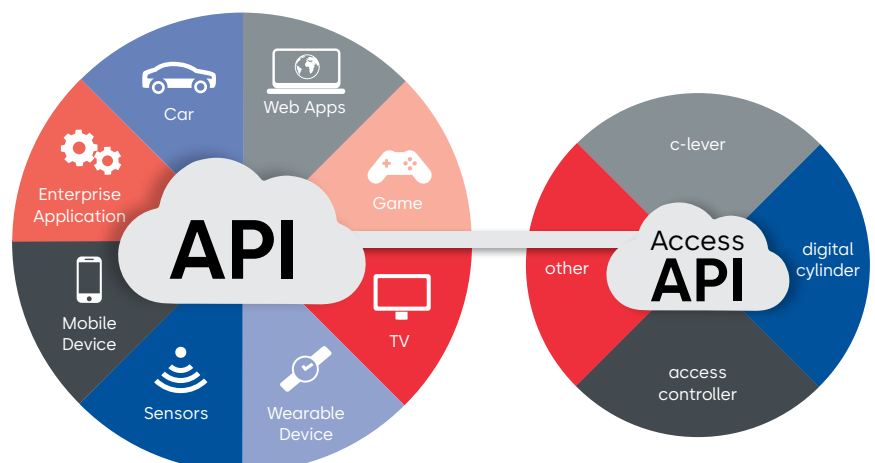 Car
Web Apps
Enterprise
Application
Game
API
Mobile
Device
TV
Sensors
Wearable
Device
c-lever
other
Access
API
digital
cylinder
access
controller